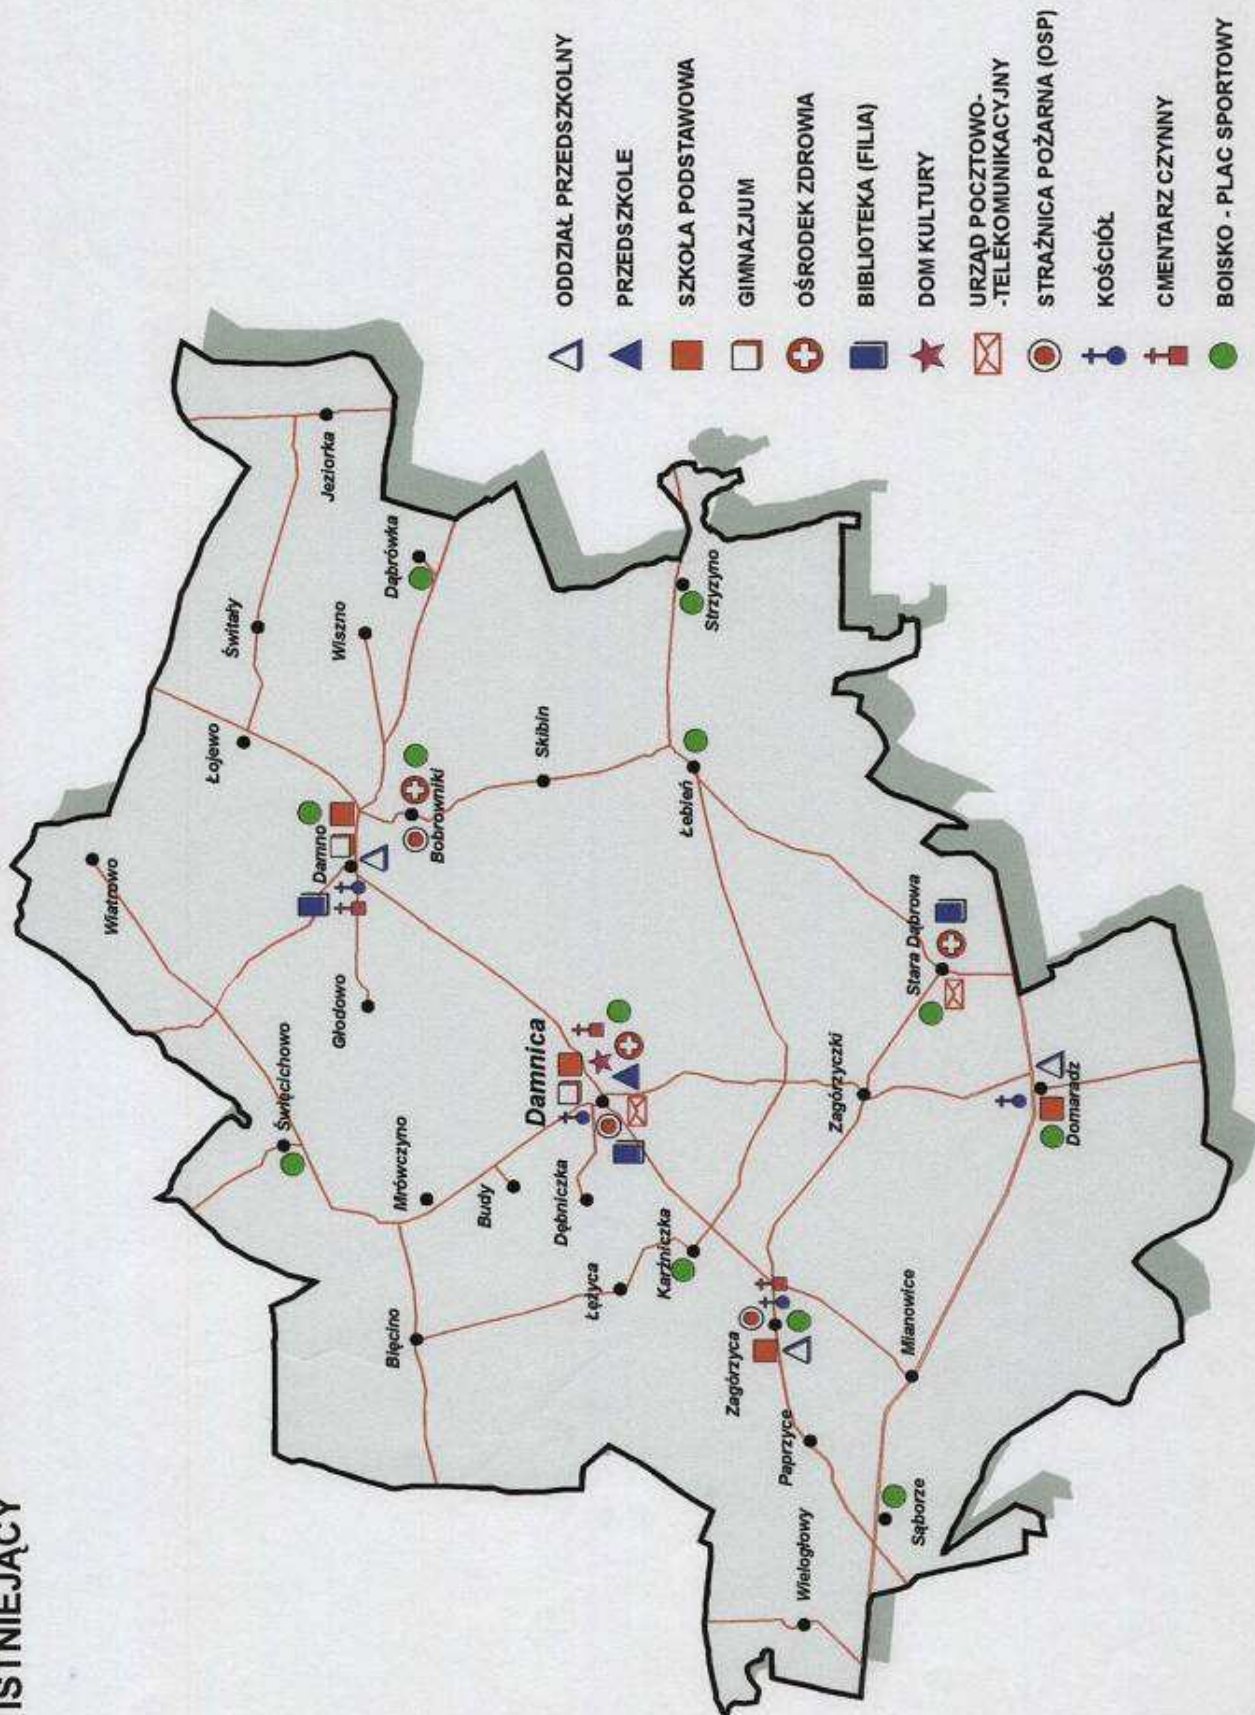 ISTNIEJĄCY
Wiatrowo
Łojewo
Świtały
Jeziorka
Wiszno
Dąbrówka
Damno
Bobrowniki
Skibin
Strzyżyno
Łebień
Głodowo
Święcichowo
Mrówczyno
Budy
Dębniczka
Damnica
Bięcino
Łężyca
Karżniczka
Zagórzyczki
Stara Dąbrowa
Domaradz
Zagórzyca
Mianowice
Paprzyce
Sąborze
Wielogłowy
ODDZIAŁ PRZEDSZKOLNY
PRZEDSZKOLE
SZKOŁA PODSTAWOWA
GIMNAZJUM
OŚRODEK ZDROWIA
BIBLIOTEKA (FILIA)
DOM KULTURY
URZĄD POCZTOWO-
-TELEKOMUNIKACYJNY
STRAŻNICA POŻARNA (OSP)
KOŚCIÓŁ
CMENTARZ CZYNNY
BOISKO - PLAC SPORTOWY